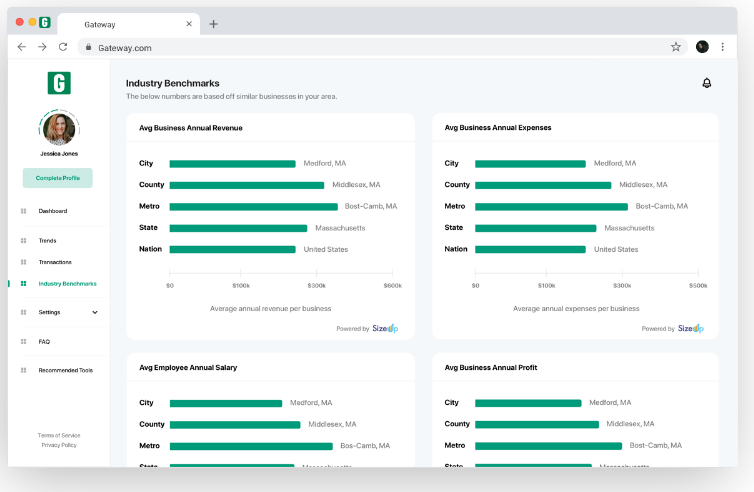 G
Gateway
Gateway.com
G
Jessica Jones
Complete Profile
Dashboard
Trends
Transactions
Industry Benchmarks
Settings
FAQ
Recommended Tools
Terms of Service
Privacy Policy
Industry Benchmarks
The below numbers are based off similar businesses in your area.
Avg Business Annual Revenue
City Medford, MA
County Middlesex, MA
Metro Bost-Camb, MA
State Massachusetts
Nation United States
$0 $100k $300k $600k
Average annual revenue per business
Powered by SizeUp
Avg Business Annual Expenses
City Medford, MA
County Middlesex, MA
Metro Bost-Camb, MA
State Massachusetts
Nation United States
$0 $100k $300k $500k
Average annual expenses per business
Powered by SizeUp
Avg Employee Annual Salary
City Medford, MA
County Middlesex, MA
Metro Bos-Camb, MA
State Massachusetts
Avg Business Annual Profit
City Medford, MA
County Middlesex, MA
Metro Bost-Camb, MA
State Massachusetts